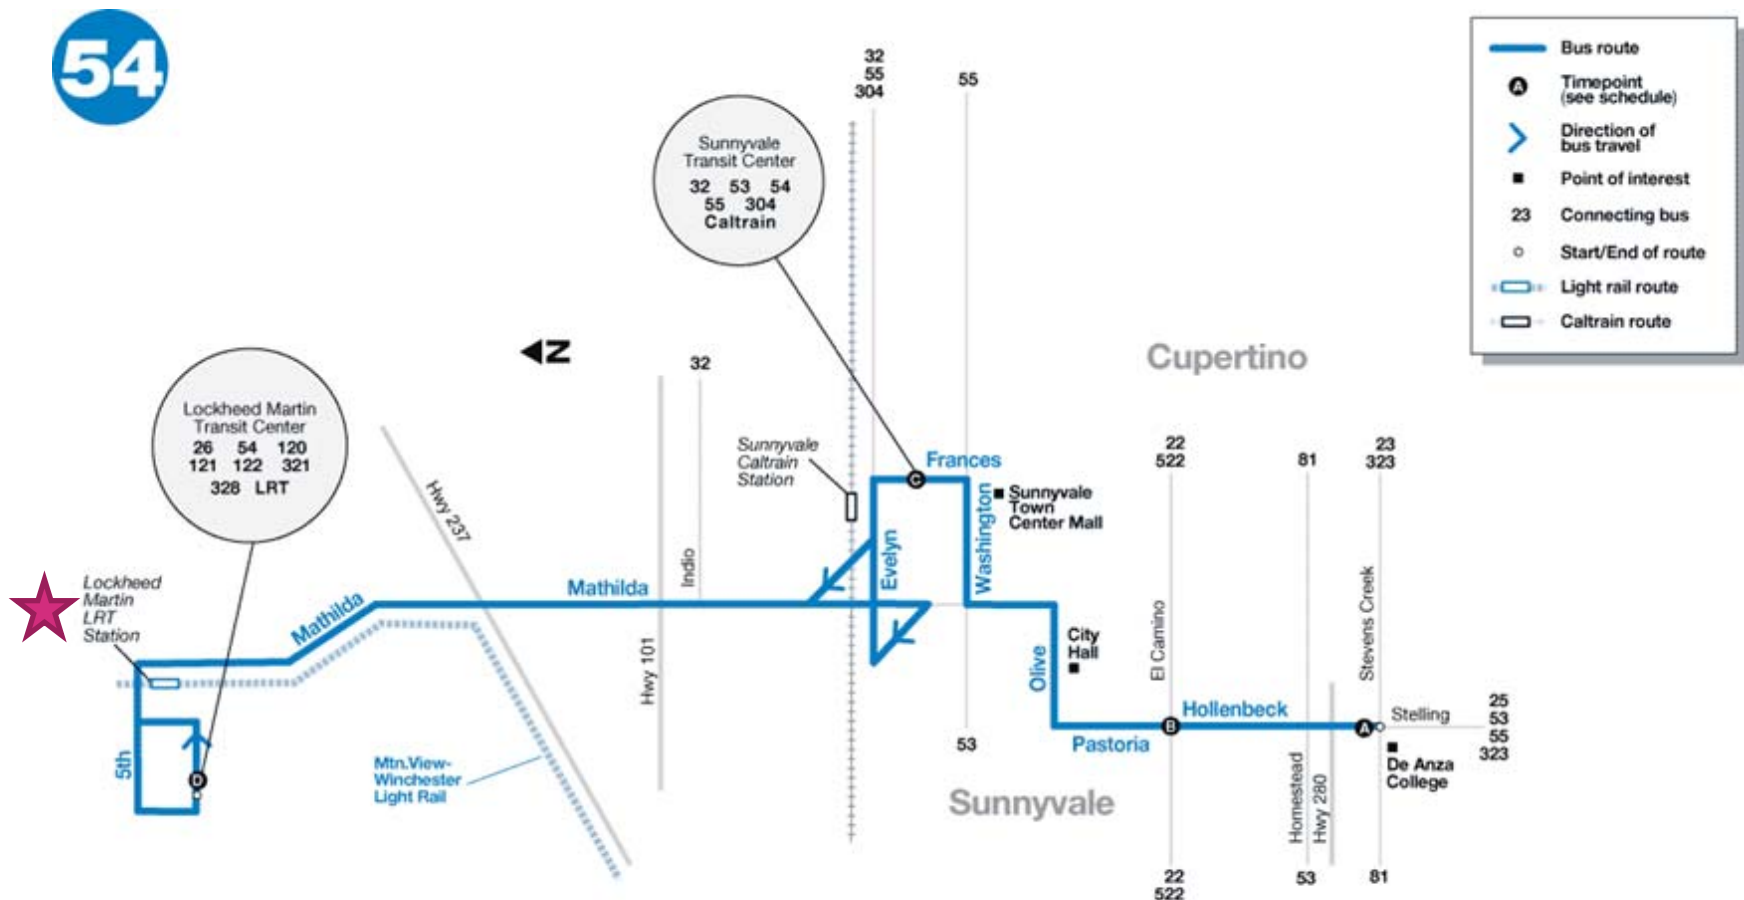 54
32
55
304
55
Sunnyvale
Transit Center
32 53 54
55 304
Caltrain
N
32
Cupertino
Lockheed Martin
Transit Center
26 54 120
121 122 321
328 LRT
Hwy 237
Sunnyvale
Caltrain
Station
Frances
Sunnyvale
Town
Center Mall
22
522
81
23
323
Lockheed
Martin
LRT
Station
Mathilda
Mathilda
Indio
Evelyn
Washington
Hwy 101
Olive
City
Hall
El Camino
Stevens Creek
Hollenbeck
Pastoria
Stelling
25
53
55
323
5th
Mtn.View-
Winchester
Light Rail
53
Sunnyvale
Homestead
Hwy 280
De Anza
College
22
522
53
81
A
B
C
D
Bus route
A
Timepoint
(see schedule)
Direction of
bus travel
Point of interest
23 Connecting bus
Start/End of route
Light rail route
Caltrain route